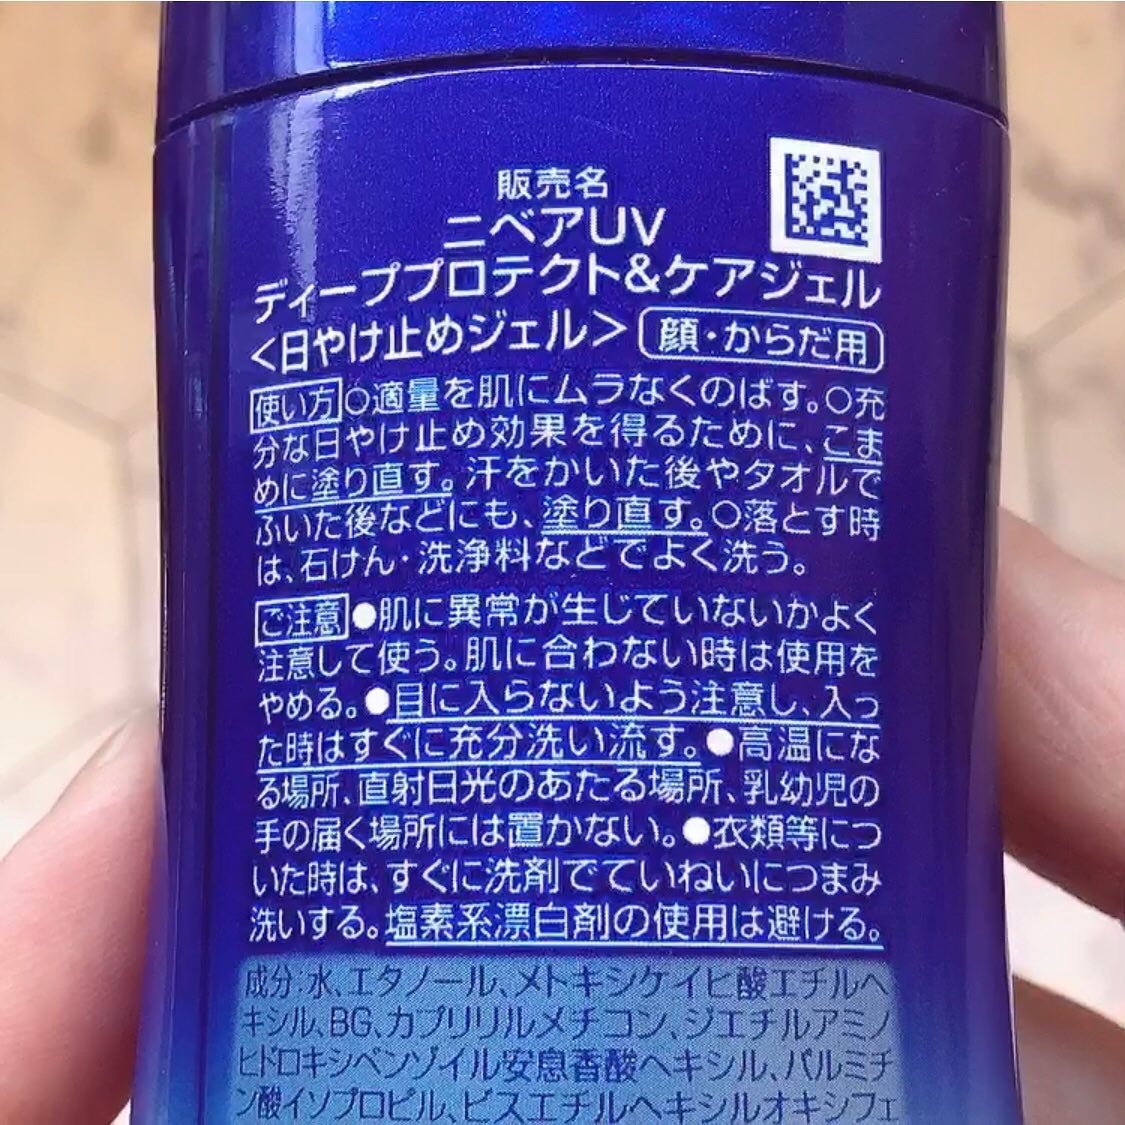 販売名
ニベアUV
ディーププロテクト&ケアジェル
<日やけ止めジェル> 顔・からだ用
使い方 ○適量を肌にムラなくのばす。○充
分な日やけ止め効果を得るために、こま
めに塗り直す。汗をかいた後やタオルで
ふいた後などにも、塗り直す。○落とす時
は、石けん・洗浄料などでよく洗う。
ご注意 ●肌に異常が生じていないかよく
注意して使う。肌に合わない時は使用を
やめる。●目に入らないよう注意し、入っ
た時はすぐに充分洗い流す。●高温にな
る場所、直射日光のあたる場所、乳幼児の
手の届く場所には置かない。●衣類等につ
いた時は、すぐに洗剤でていねいにつまみ
洗いする。塩素系漂白剤の使用は避ける。
成分：水、エタノール、メトキシケイヒ酸エチルヘ
キシル、BG、カプリリルメチコン、ジエチルアミノ
ヒドロキシベンゾイル安息香酸ヘキシル、パルミチ
ン酸イソプロピル、ビスエチルヘキシルオキシフェ